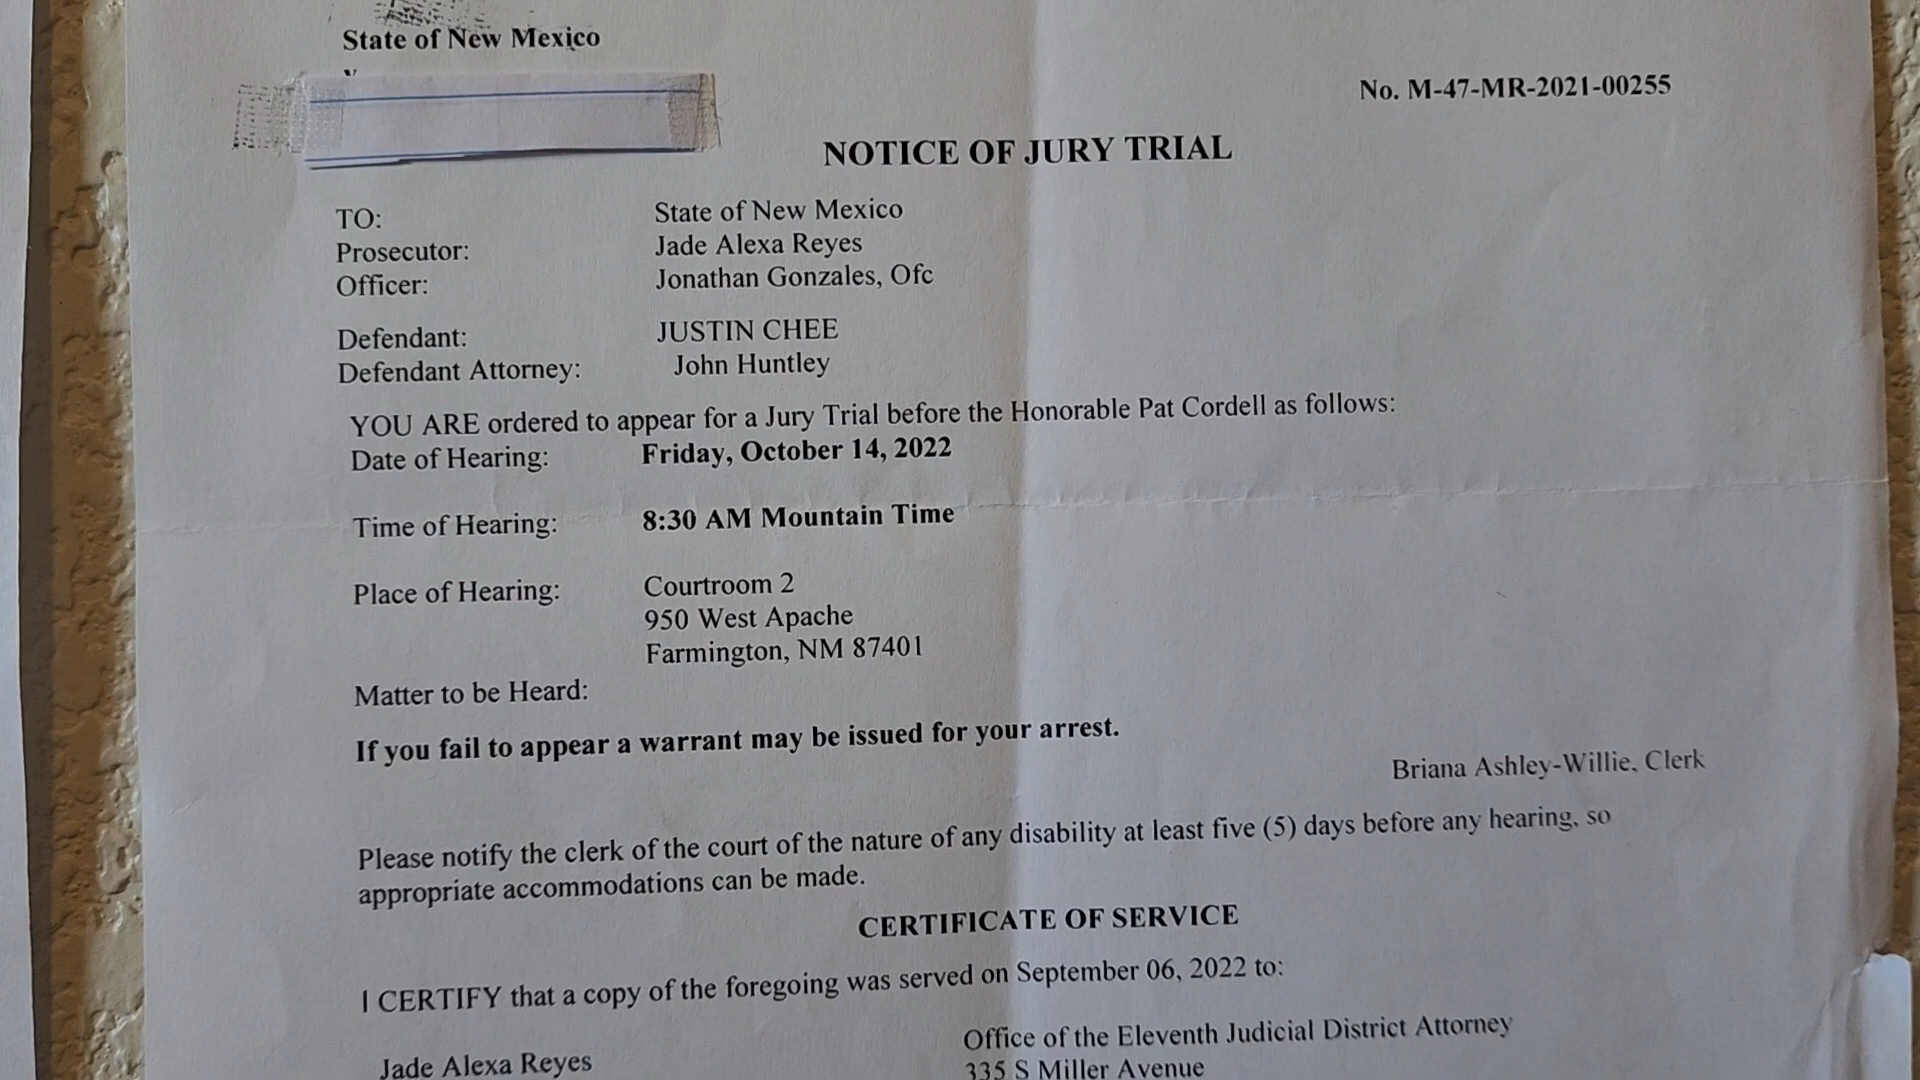 State of New Mexico
v
No. M-47-MR-2021-00255
NOTICE OF JURY TRIAL
TO: State of New Mexico
Prosecutor: Jade Alexa Reyes
Officer: Jonathan Gonzales, Ofc
Defendant: JUSTIN CHEE
Defendant Attorney: John Huntley
YOU ARE ordered to appear for a Jury Trial before the Honorable Pat Cordell as follows:
Date of Hearing: Friday, October 14, 2022
Time of Hearing: 8:30 AM Mountain Time
Place of Hearing: Courtroom 2
950 West Apache
Farmington, NM 87401
Matter to be Heard:
If you fail to appear a warrant may be issued for your arrest.
Briana Ashley-Willie, Clerk
Please notify the clerk of the court of the nature of any disability at least five (5) days before any hearing, so
appropriate accommodations can be made.
CERTIFICATE OF SERVICE
I CERTIFY that a copy of the foregoing was served on September 06, 2022 to:
Office of the Eleventh Judicial District Attorney
Jade Alexa Reyes 335 S Miller Avenue